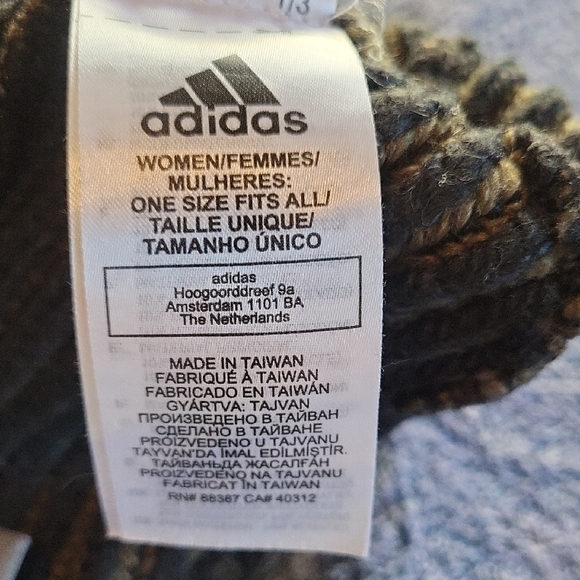 1/3
adidas
WOMEN/FEMMES/
MULHERES:
ONE SIZE FITS ALL/
TAILLE UNIQUE/
TAMANHO ÚNICO
adidas
Hoogoorddreef 9a
Amsterdam 1101 BA
The Netherlands
MADE IN TAIWAN
FABRIQUÉ À TAIWAN
FABRICADO EN TAIWÁN
GYÁRTVA: TAJVAN
ПРОИЗВЕДЕНО В ТАЙВАН
СДЕЛАНО В ТАЙВАНЕ
PROIZVEDENO U TAJVANU
TAYVAN'DA İMAL EDİLMİŞTİR.
ТАЙВАНЬДА ЖАСАЛҒАН
PROIZVEDENO NA TAJVANU
FABRICAT ÎN TAIWAN
RN# 88387 CA# 40312